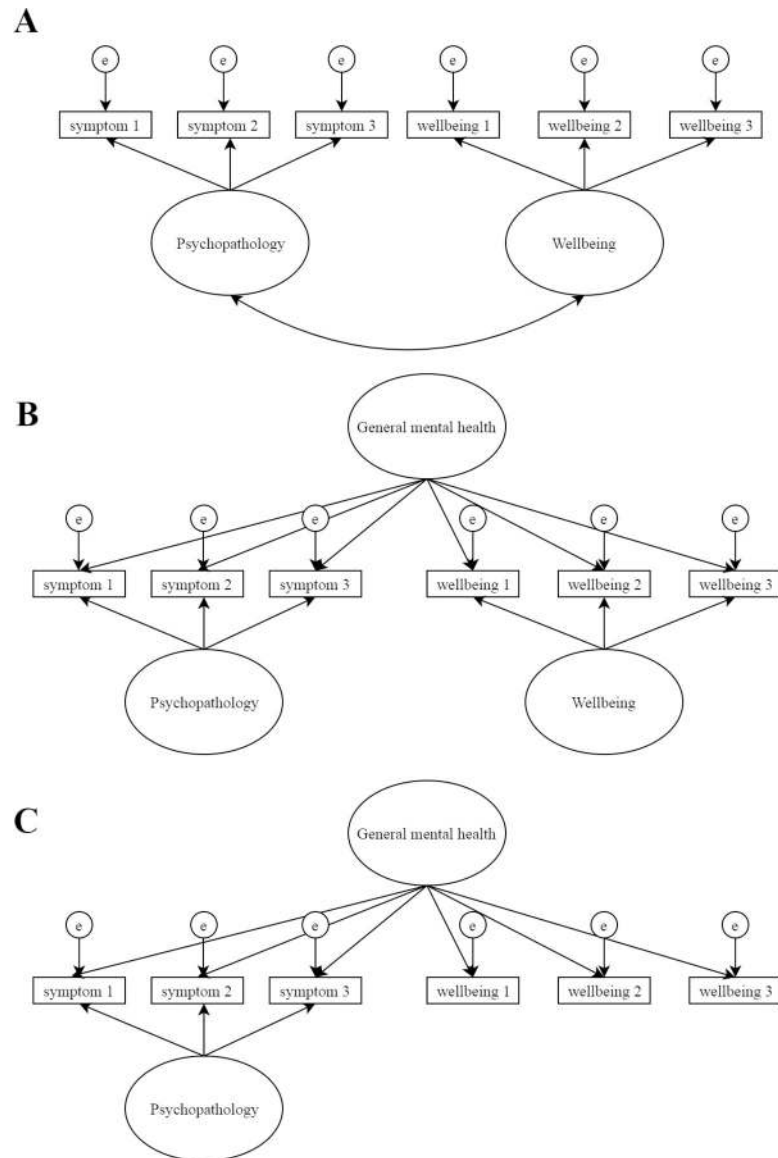 A
e e e e e e
symptom 1 symptom 2 symptom 3 wellbeing 1 wellbeing 2 wellbeing 3
Psychopathology Wellbeing
B
General mental health
e e e e e e
symptom 1 symptom 2 symptom 3 wellbeing 1 wellbeing 2 wellbeing 3
Psychopathology Wellbeing
C
General mental health
e e e e e e
symptom 1 symptom 2 symptom 3 wellbeing 1 wellbeing 2 wellbeing 3
Psychopathology